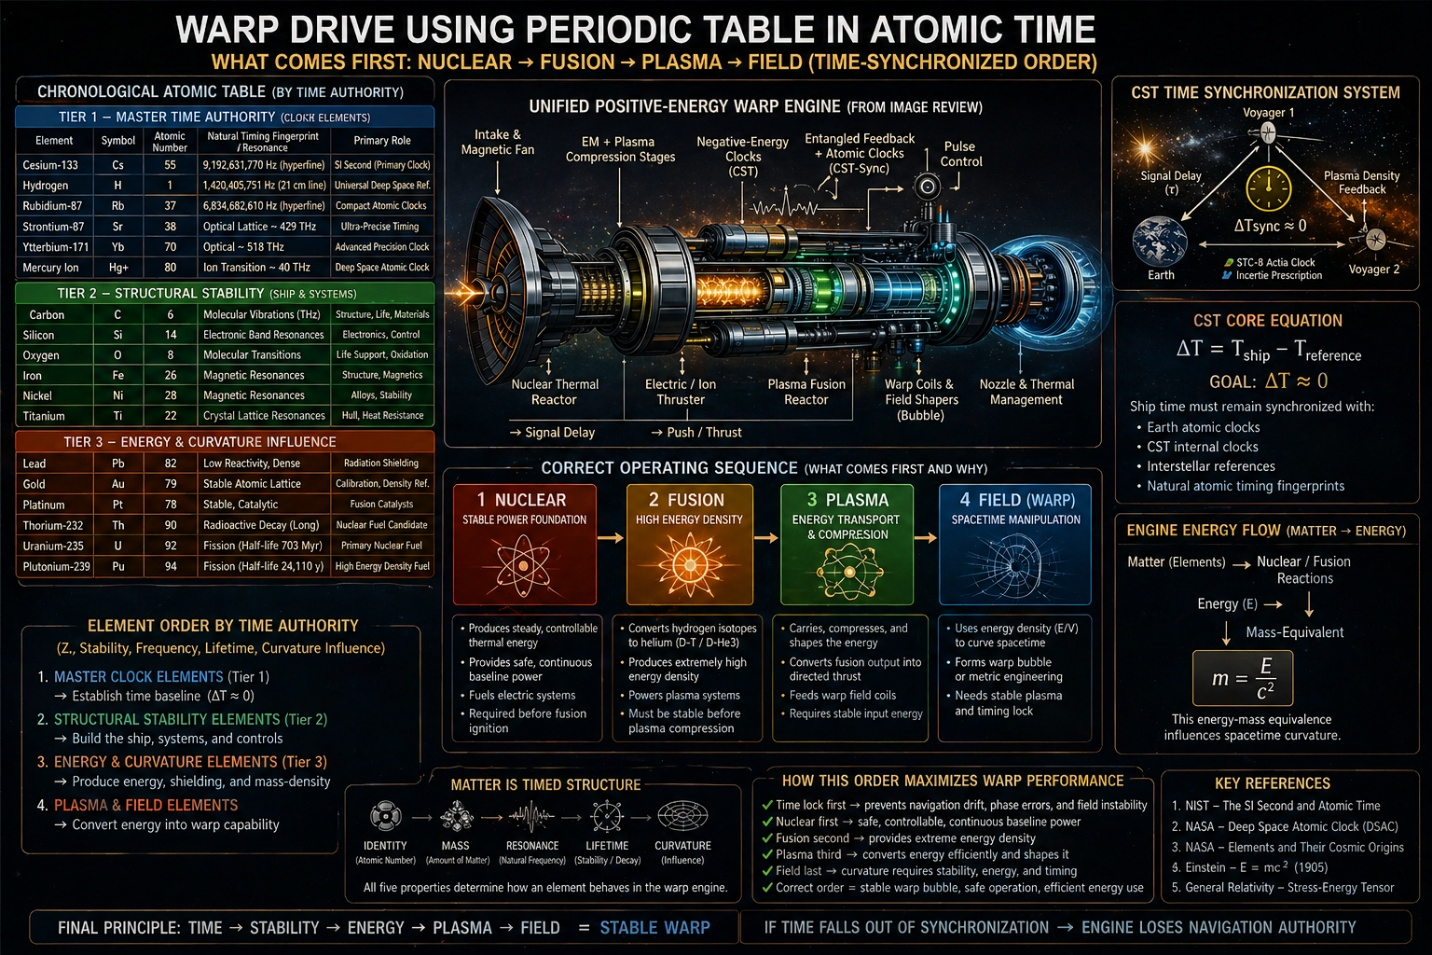 WARP DRIVE USING PERIODIC TABLE IN ATOMIC TIME
WHAT COMES FIRST: NUCLEAR → FUSION → PLASMA → FIELD (TIME-SYNCHRONIZED ORDER)
CHRONOLOGICAL ATOMIC TABLE (BY TIME AUTHORITY)
TIER 1 – MASTER TIME AUTHORITY (CLOCK ELEMENTS)
Element Symbol Atomic Number Natural Timing Fingerprint / Resonance Primary Role
Cesium-133 Cs 55 9,192,631,770 Hz (hyperfine) SI Second (Primary Clock)
Hydrogen H 1 1,420,405,751 Hz (21 cm line) Universal Deep Space Ref.
Rubidium-87 Rb 37 6,834,682,610 Hz (hyperfine) Compact Atomic Clocks
Strontium-87 Sr 38 Optical Lattice ~ 429 THz Ultra-Precise Timing
Ytterbium-171 Yb 70 Optical ~ 518 THz Advanced Precision Clock
Mercury Ion Hg+ 80 Ion Transition ~ 40 THz Deep Space Atomic Clock
TIER 2 – STRUCTURAL STABILITY (SHIP & SYSTEMS)
Carbon C 6 Molecular Vibrations (THz) Structure, Life, Materials
Silicon Si 14 Electronic Band Resonances Electronics, Control
Oxygen O 8 Molecular Transitions Life Support, Oxidation
Iron Fe 26 Magnetic Resonances Structure, Magnetics
Nickel Ni 28 Magnetic Resonances Alloys, Stability
Titanium Ti 22 Crystal Lattice Resonances Hull, Heat Resistance
TIER 3 – ENERGY & CURVATURE INFLUENCE
Lead Pb 82 Low Reactivity, Dense Radiation Shielding
Gold Au 79 Stable Atomic Lattice Calibration, Density Ref.
Platinum Pt 78 Stable, Catalytic Fusion Catalysts
Thorium-232 Th 90 Radioactive Decay (Long) Nuclear Fuel Candidate
Uranium-235 U 92 Fission (Half-life 703 Myr) Primary Nuclear Fuel
Plutonium-239 Pu 94 Fission (Half-life 24,110 y) High Energy Density Fuel
ELEMENT ORDER BY TIME AUTHORITY
(Z., Stability, Frequency, Lifetime, Curvature Influence)
1. MASTER CLOCK ELEMENTS (Tier 1)
→ Establish time baseline (ΔT ≈ 0)
2. STRUCTURAL STABILITY ELEMENTS (Tier 2)
→ Build the ship, systems, and controls
3. ENERGY & CURVATURE ELEMENTS (Tier 3)
→ Produce energy, shielding, and mass-density
4. PLASMA & FIELD ELEMENTS
→ Convert energy into warp capability
UNIFIED POSITIVE-ENERGY WARP ENGINE (FROM IMAGE REVIEW)
Intake &
Magnetic Fan
EM + Plasma
Compression Stages
Negative-Energy
Clocks
(CST)
Entangled Feedback
+ Atomic Clocks
(CST-Sync)
Pulse
Control
Nuclear Thermal
Reactor
Electric / Ion
Thruster
Plasma Fusion
Reactor
Warp Coils &
Field Shapers
(Bubble)
Nozzle & Thermal
Management
→ Signal Delay
→ Push / Thrust
CORRECT OPERATING SEQUENCE (WHAT COMES FIRST AND WHY)
1 NUCLEAR
STABLE POWER FOUNDATION
• Produces steady, controllable
thermal energy
• Provides safe, continuous
baseline power
• Fuels electric systems
• Required before fusion
ignition
2 FUSION
HIGH ENERGY DENSITY
• Converts hydrogen isotopes
to helium (D-T / D-He3)
• Produces extremely high
energy density
• Powers plasma systems
• Must be stable before
plasma compression
3 PLASMA
ENERGY TRANSPORT
& COMPRESSION
• Carries, compresses, and
shapes the energy
• Converts fusion output into
directed thrust
• Feeds warp field coils
• Requires stable input energy
4 FIELD (WARP)
SPACETIME MANIPULATION
• Uses energy density (E/V)
to curve spacetime
• Forms warp bubble
or metric engineering
• Needs stable plasma
and timing lock
MATTER IS TIMED STRUCTURE
IDENTITY
(Atomic Number)
MASS
(Amount of Matter)
RESONANCE
(Natural Frequency)
LIFETIME
(Stability / Decay)
CURVATURE
(Influence)
All five properties determine how an element behaves in the warp engine.
HOW THIS ORDER MAXIMIZES WARP PERFORMANCE
✓ Time lock first → prevents navigation drift, phase errors, and field instability
✓ Nuclear first → safe, controllable, continuous baseline power
✓ Fusion second → provides extreme energy density
✓ Plasma third → converts energy efficiently and shapes it
✓ Field last → curvature requires stability, energy, and timing
✓ Correct order = stable warp bubble, safe operation, efficient energy use
CST TIME SYNCHRONIZATION SYSTEM
Voyager 1
Signal Delay
(τ)
Plasma Density
Feedback
ΔTsync ≈ 0
Earth
STC-8 Actia Clock
Incertie Prescription
Voyager 2
CST CORE EQUATION
ΔT = Tship – Treference
GOAL: ΔT ≈ 0
Ship time must remain synchronized with:
• Earth atomic clocks
• CST internal clocks
• Interstellar references
• Natural atomic timing fingerprints
ENGINE ENERGY FLOW (MATTER → ENERGY)
Matter (Elements) → Nuclear / Fusion
Reactions
Energy (E) →
Mass-Equivalent
m = E/c²
This energy-mass equivalence
influences spacetime curvature.
KEY REFERENCES
1. NIST – The SI Second and Atomic Time
2. NASA – Deep Space Atomic Clock (DSAC)
3. NASA – Elements and Their Cosmic Origins
4. Einstein – E = mc² (1905)
5. General Relativity – Stress-Energy Tensor
FINAL PRINCIPLE: TIME → STABILITY → ENERGY → PLASMA → FIELD = STABLE WARP
IF TIME FALLS OUT OF SYNCHRONIZATION → ENGINE LOSES NAVIGATION AUTHORITY